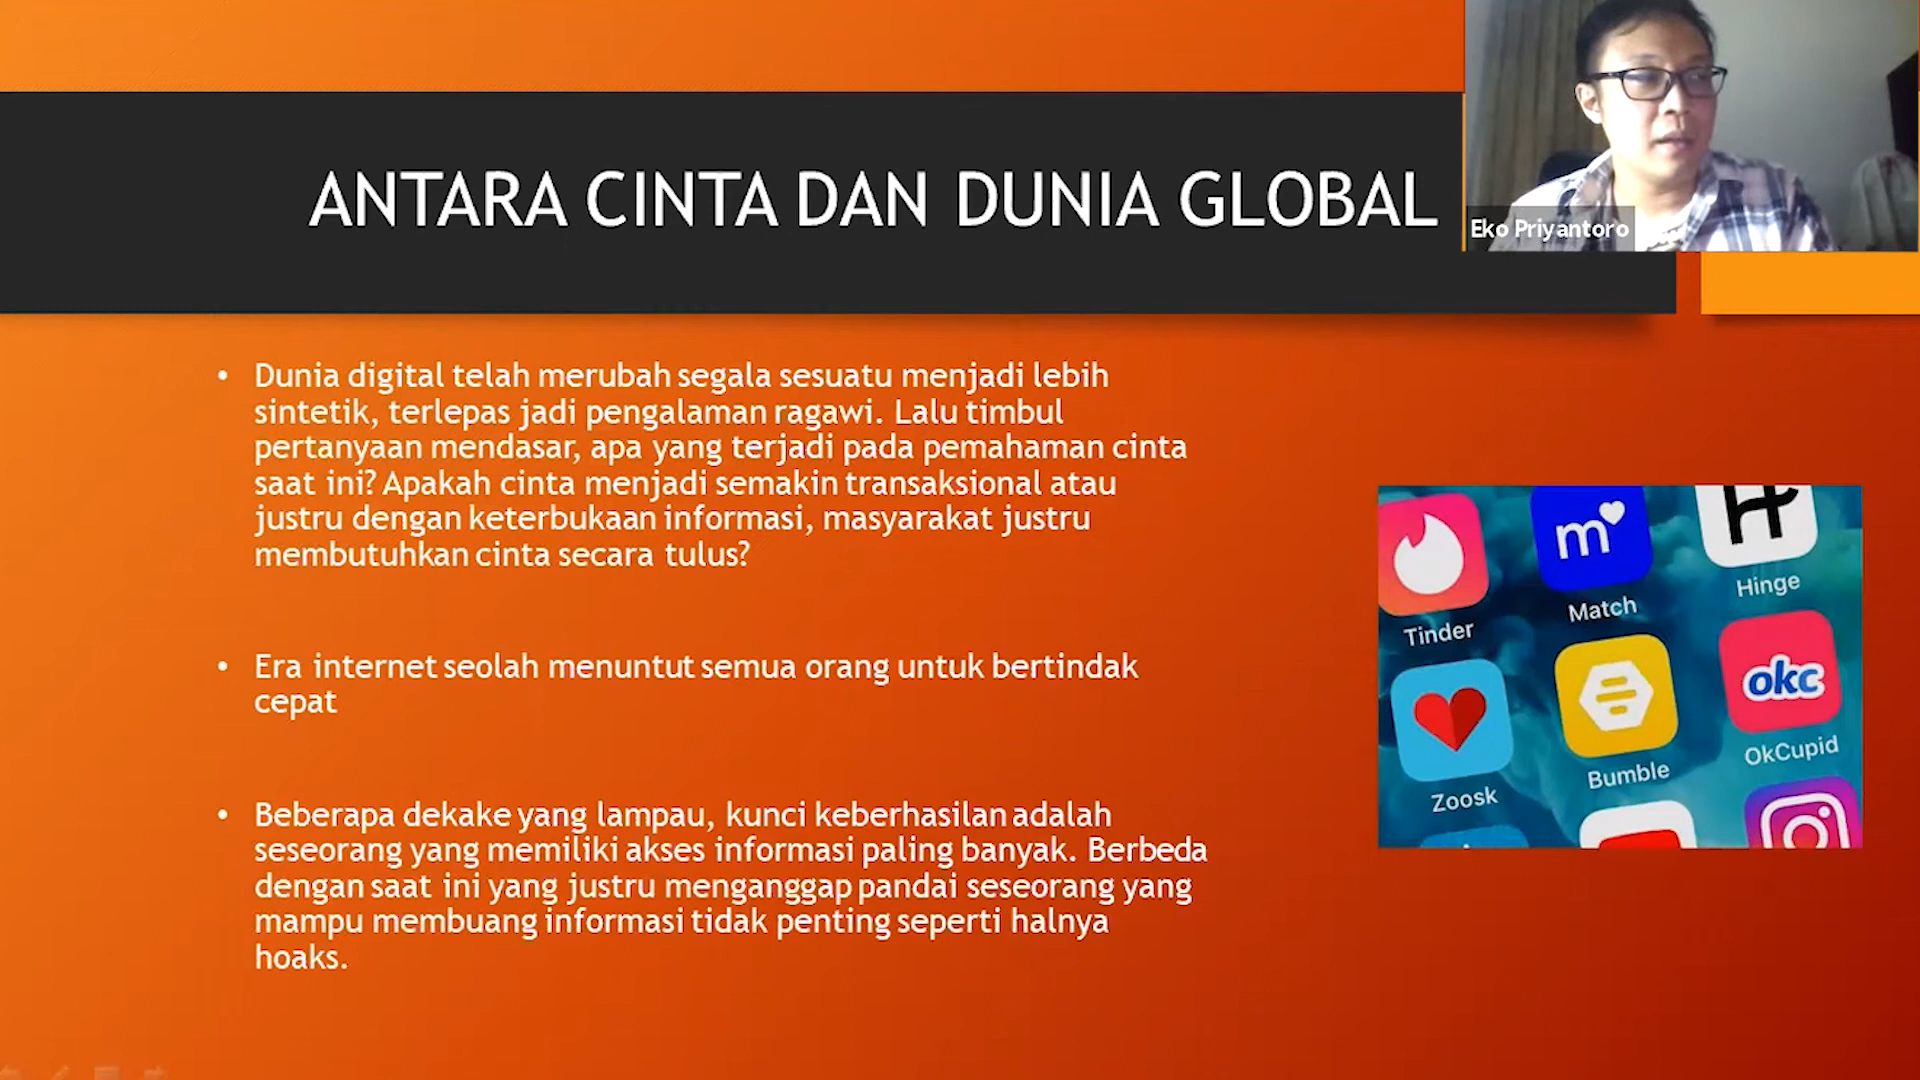 ANTARA CINTA DAN DUNIA GLOBAL
Eko Priyantoro
• Dunia digital telah merubah segala sesuatu menjadi lebih
sintetik, terlepas jadi pengalaman ragawi. Lalu timbul
pertanyaan mendasar, apa yang terjadi pada pemahaman cinta
saat ini? Apakah cinta menjadi semakin transaksional atau
justru dengan keterbukaan informasi, masyarakat justru
membutuhkan cinta secara tulus?
• Era internet seolah menuntut semua orang untuk bertindak
cepat
• Beberapa dekake yang lampau, kunci keberhasilan adalah
seseorang yang memiliki akses informasi paling banyak. Berbeda
dengan saat ini yang justru menganggap pandai seseorang yang
mampu membuang informasi tidak penting seperti halnya
hoaks.
m
H
Tinder
Match
Hinge
okc
Zoosk
Bumble
OkCupid